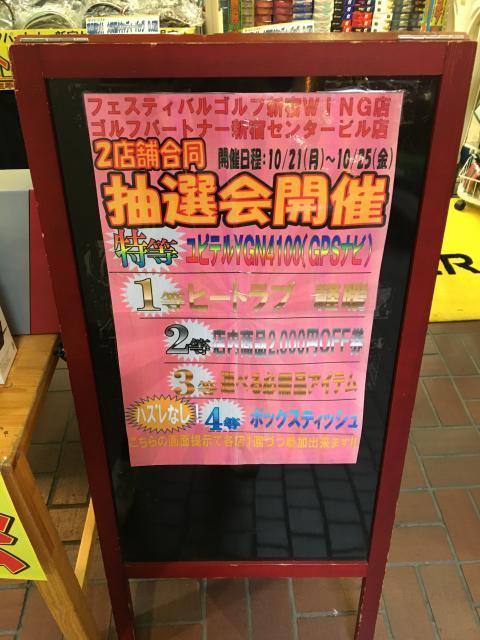 フェスティバルゴルフ新宿WiNG店
ゴルフパートナー新宿センタービル店
2店舗合同 開催日程:10/21(月)~10/25(金)
抽選会開催
特等 ユピテルYGN4100(GPSナビ)
1等 ヒートラブ
2等 店内商品2,000円OFF券
3等 選べる必需品アイテム
ハズレなし 4等 ボックスティッシュ
こちらの画面提示で各店1回づつ参加出来ます!!